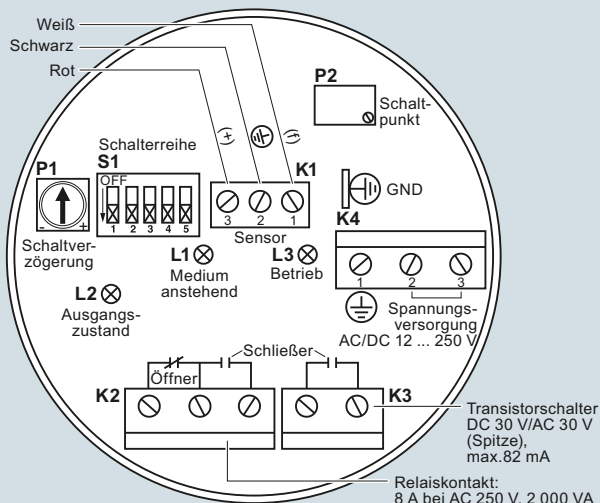 Weiß
Schwarz
Rot
P2
Schalt-
punkt
(+)
(f)
Schalterreihe
S1
OFF
1 2 3 4 5
P1
- +
Schaltver-
zögerung
K1
3 2 1
Sensor
GND
K4
1 2 3
L1
Medium
anstehend
L3
Betrieb
L2
Ausgangs-
zustand
Spannungs-
versorgung
AC/DC 12 ... 250 V
Schließer
Öffner
K2
K3
Transistorschalter
DC 30 V/AC 30 V
(Spitze),
max.82 mA
Relaiskontakt:
8 A bei AC 250 V, 2 000 VA